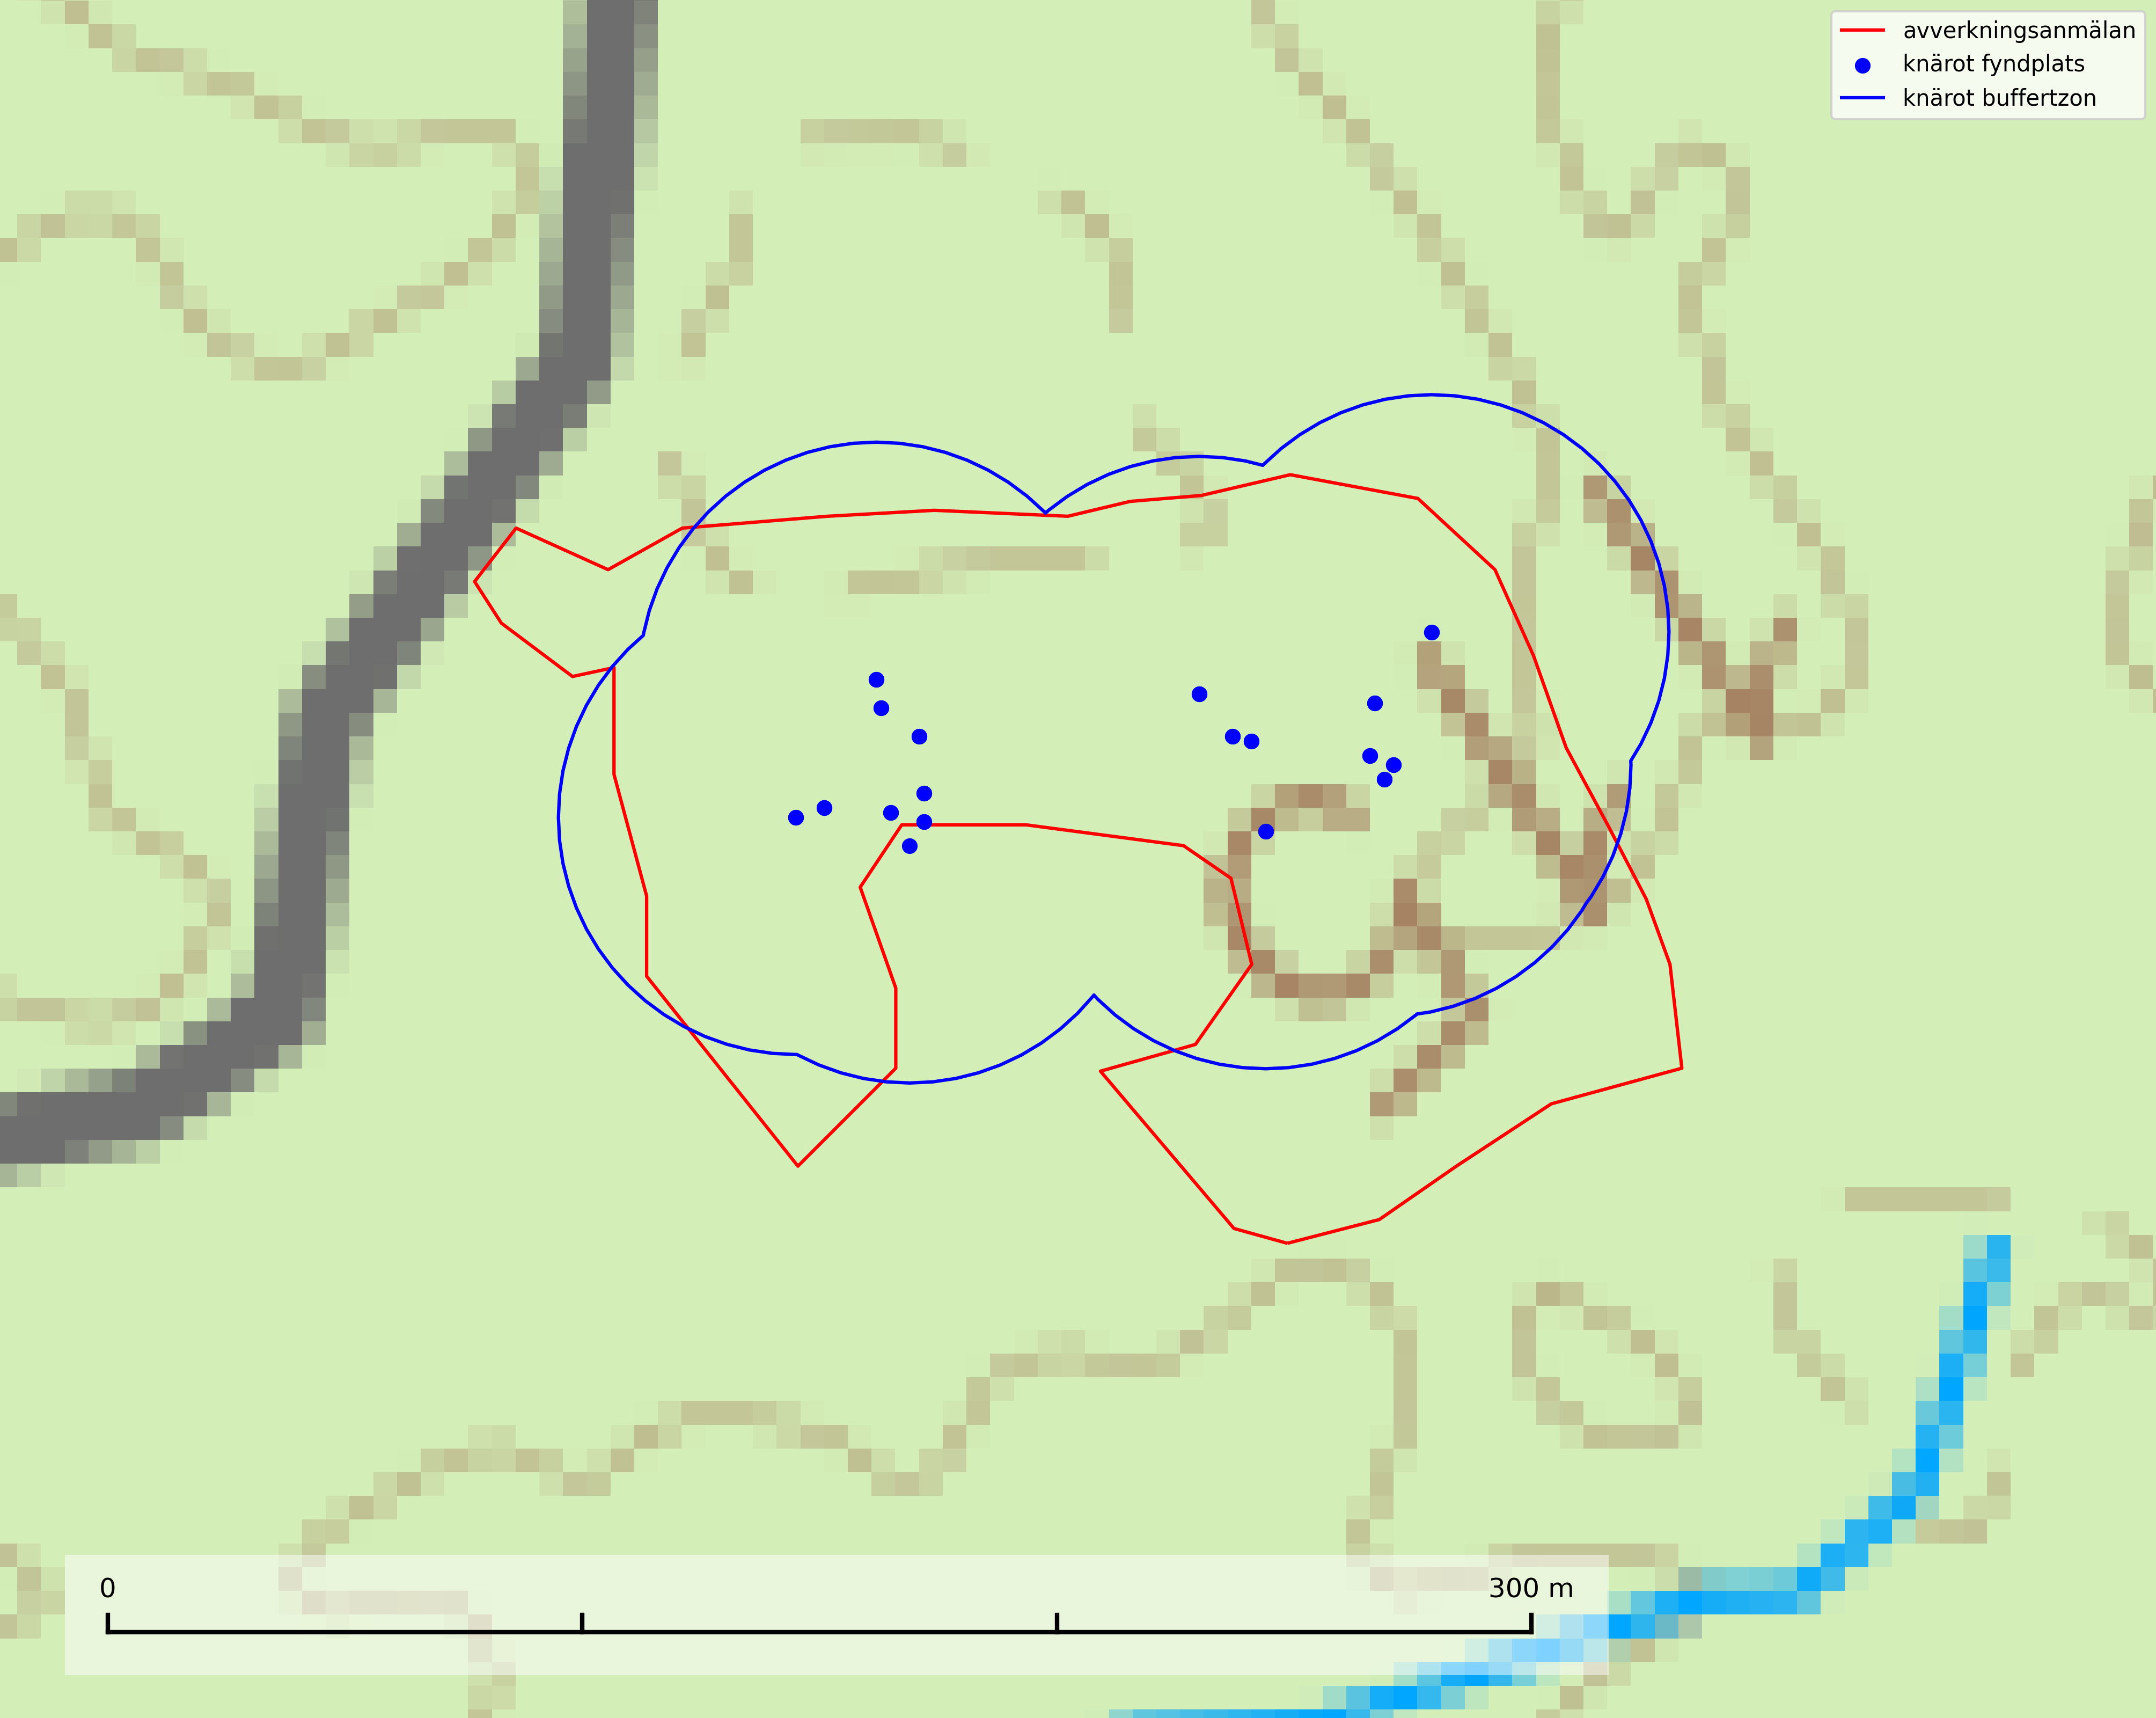 avverkningsanmälan
knärot fyndplats
knärot buffertzon
0
300 m